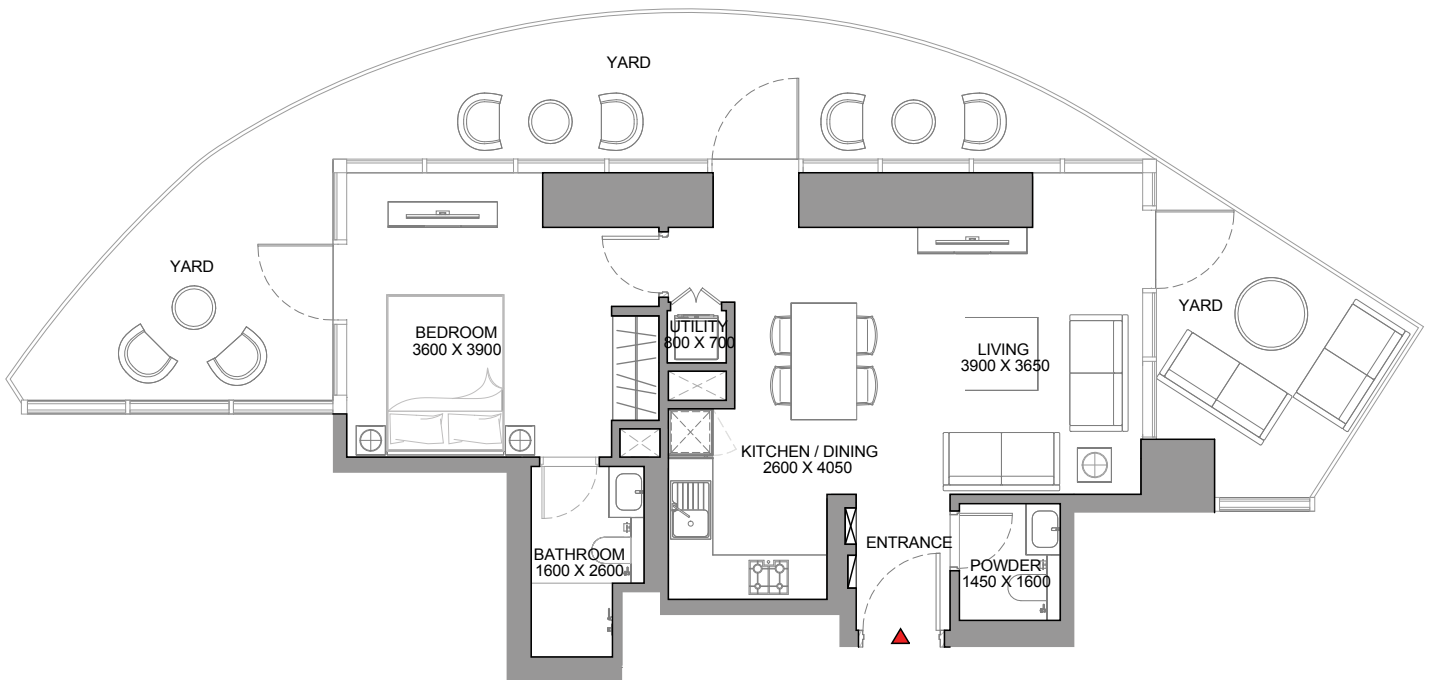 YARD
YARD
YARD
BEDROOM
3600 X 3900
UTILITY
800 X 700
LIVING
3900 X 3650
KITCHEN / DINING
2600 X 4050
ENTRANCE
BATHROOM
1600 X 2600
POWDER
1450 X 1600